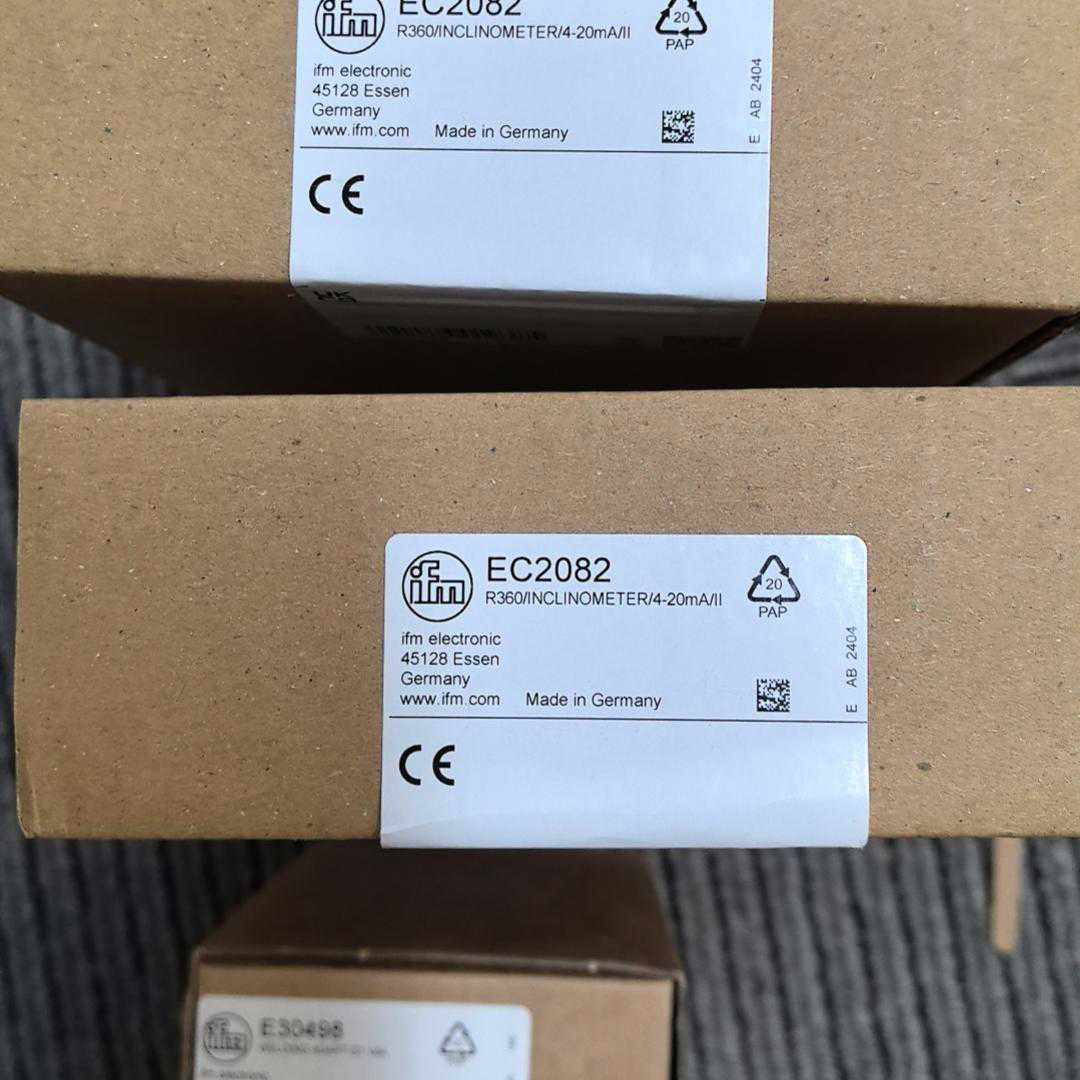 ifm
EC2082
R360/INCLINOMETER/4-20mA/II
20
PAP
ifm electronic
45128 Essen
Germany
www.ifm.com Made in Germany
E AB 2404
CE
ifm
EC2082
R360/INCLINOMETER/4-20mA/II
20
PAP
ifm electronic
45128 Essen
Germany
www.ifm.com Made in Germany
E AB 2404
CE
ifm
E30498